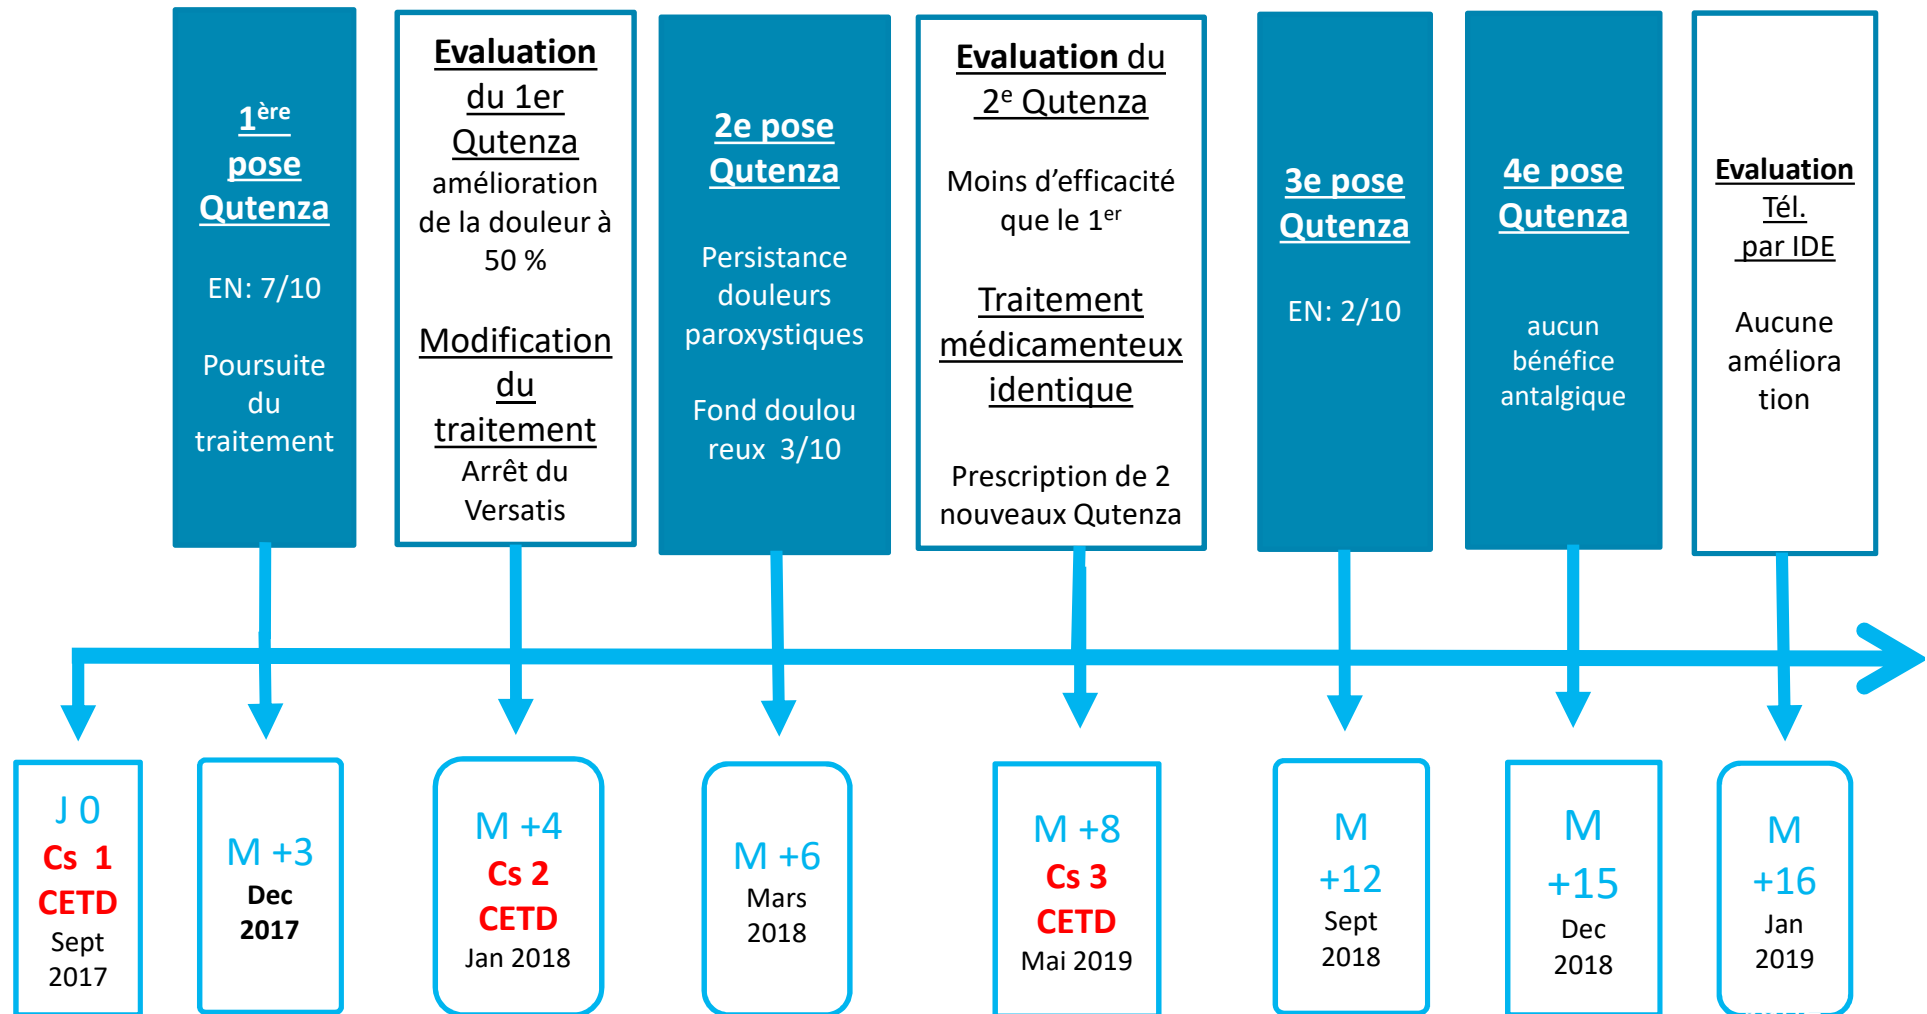 1ère
pose
Qutenza
EN: 7/10
Poursuite
du
traitement
Evaluation
du 1er
Qutenza
amélioration
de la douleur à
50 %
Modification
du
traitement
Arrêt du
Versatis
2e pose
Qutenza
Persistance
douleurs
paroxystiques
Fond doulou
reux 3/10
Evaluation du
2e Qutenza
Moins d'efficacité
que le 1er
Traitement
médicamenteux
identique
Prescription de 2
nouveaux Qutenza
3e pose
Qutenza
EN: 2/10
4e pose
Qutenza
aucun
bénéfice
antalgique
Evaluation
Tél.
par IDE
Aucune
améliora
tion
J 0
Cs 1
CETD
Sept
2017
M +3
Dec
2017
M +4
Cs 2
CETD
Jan 2018
M +6
Mars
2018
M +8
Cs 3
CETD
Mai 2019
M
+12
Sept
2018
M
+15
Dec
2018
M
+16
Jan
2019